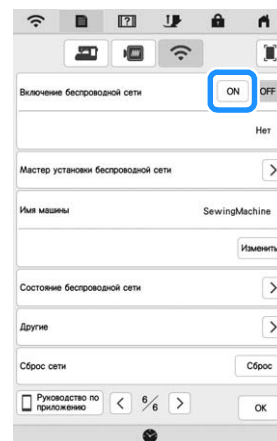 Включение беспроводной сети ON OFF
Нет
Мастер установки беспроводной сети
Имя машины SewingMachine
Изменить
Состояние беспроводной сети
Другие
Сброс сети Сброс
Руководство по
приложению
6/6
OK